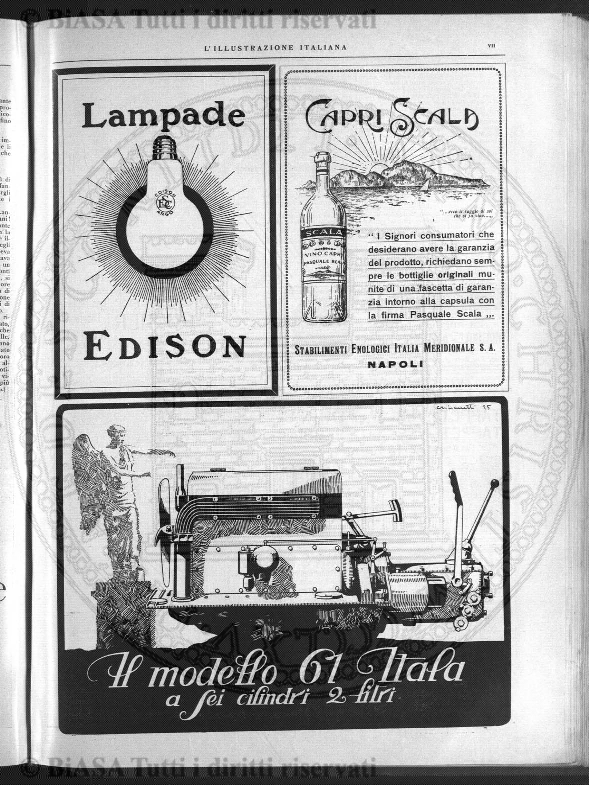 © BiASA Tutti i diritti riservati
L'ILLUSTRAZIONE ITALIANA
VII
Lampade
EDISON
CAPRI SCALA
SCALA
VINO CAPRI
PASQUALE
" I Signori consumatori che
desiderano avere la garanzia
del prodotto, richiedano sem-
pre le bottiglie originali mu-
nite di una fascetta di garan-
zia intorno alla capsula con
la firma Pasquale Scala „.
STABILIMENTI ENOLOGICI ITALIA MERIDIONALE S. A.
NAPOLI
25
Il modello 61 Itala
a sei cilindri 2 litri
© BiASA Tutti i diritti riservati